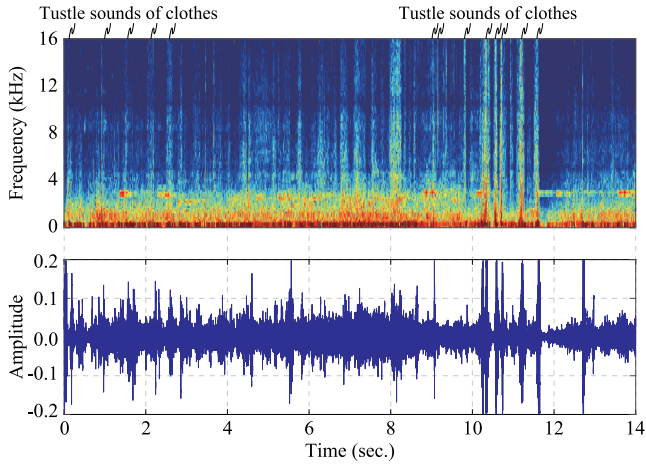 Tustle sounds of clothes Tustle sounds of clothes
16
12
8
4
0
Frequency (kHz)
0.2
0.1
0.0
-0.1
-0.2
Amplitude
0 2 4 6 8 10 12 14
Time (sec.)